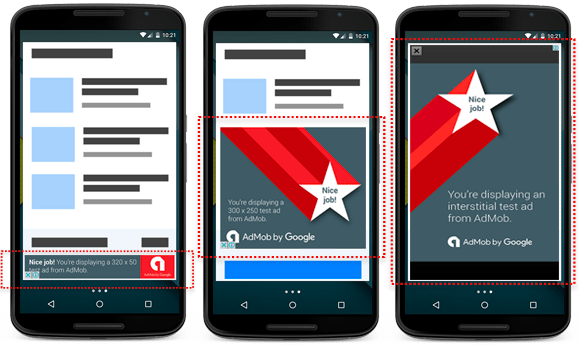 10:21
Nice job! You're displaying a 320 x 50
test ad from AdMob.
AdMob by Google
10:21
Nice
job!
You're displaying a
300 x 250 test ad
from AdMob.
AdMob by Google
10:21
Nice
job!
You're displaying an
interstitial test ad
from AdMob.
AdMob by Google